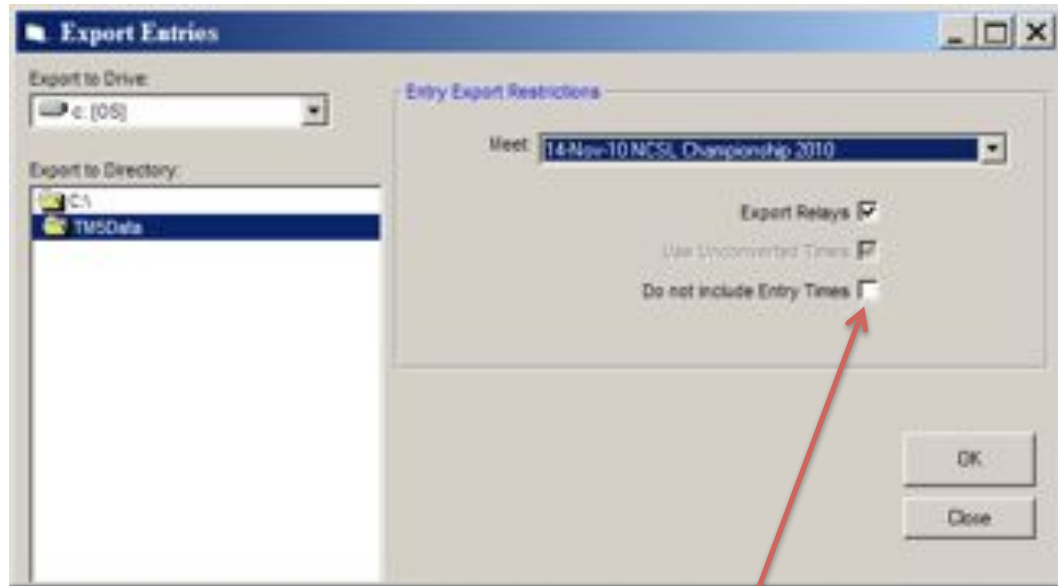 Export Entries
Export to Drive:
c: [OS]
Export to Directory:
C:\
TM5Data
Entry Export Restrictions
Meet 14-Nov-10 NCSL Championship 2010
Export Relays
Use Unconverted Times
Do not include Entry Times
OK
Close